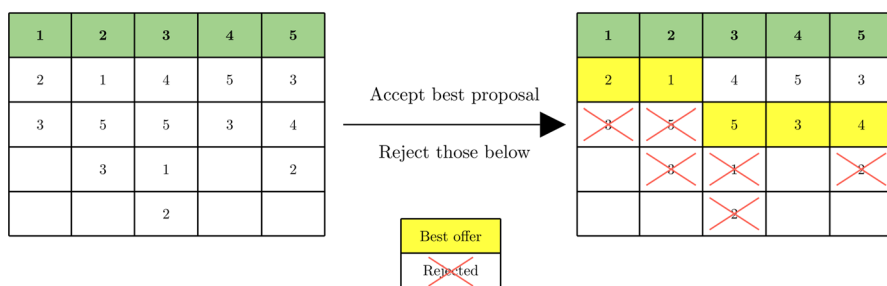 1 2 3 4 5
2 1 4 5 3
3 5 5 3 4
3 1 2
2
Accept best proposal
Reject those below
1 2 3 4 5
2 1 4 5 3
3 5 5 3 4
3 1 2
2
Best offer
Rejected